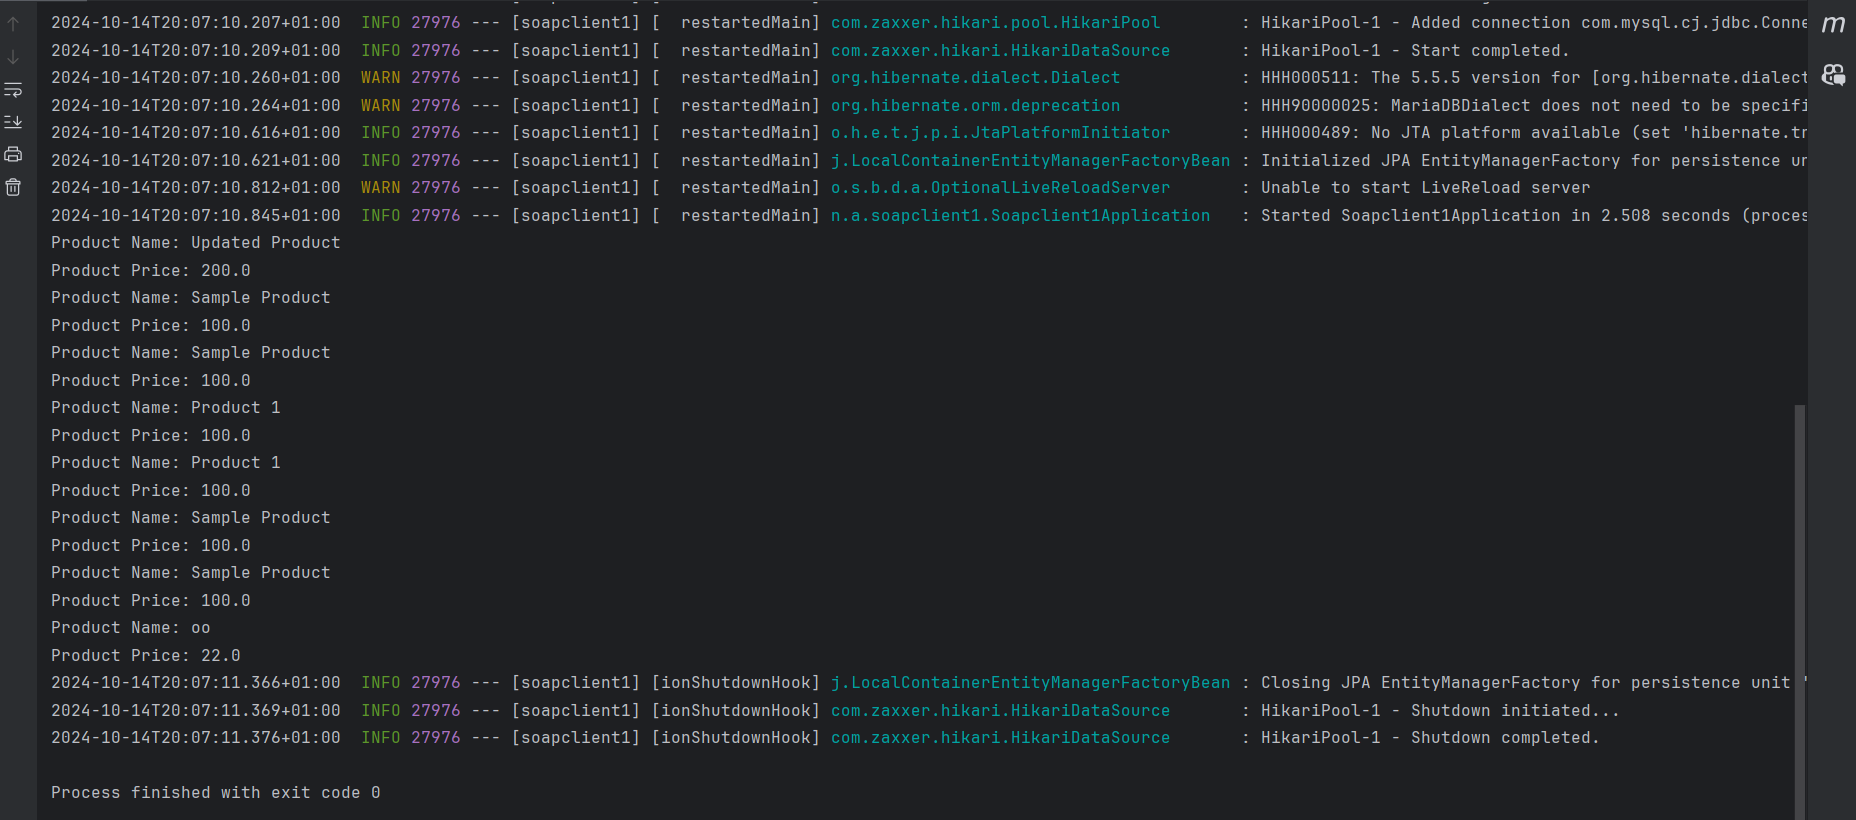 2024-10-14T20:07:10.207+01:00  INFO 27976 --- [soapclient1] [  restartedMain] com.zaxxer.hikari.pool.HikariPool        : HikariPool-1 - Added connection com.mysql.cj.jdbc.Conne
2024-10-14T20:07:10.209+01:00  INFO 27976 --- [soapclient1] [  restartedMain] com.zaxxer.hikari.HikariDataSource       : HikariPool-1 - Start completed.
2024-10-14T20:07:10.260+01:00  WARN 27976 --- [soapclient1] [  restartedMain] org.hibernate.dialect.Dialect            : HHH000511: The 5.5.5 version for [org.hibernate.dialect
2024-10-14T20:07:10.264+01:00  WARN 27976 --- [soapclient1] [  restartedMain] org.hibernate.orm.deprecation            : HHH90000025: MariaDBDialect does not need to be specifi
2024-10-14T20:07:10.616+01:00  INFO 27976 --- [soapclient1] [  restartedMain] o.h.e.t.j.p.i.JtaPlatformInitiator       : HHH000489: No JTA platform available (set 'hibernate.tr
2024-10-14T20:07:10.621+01:00  INFO 27976 --- [soapclient1] [  restartedMain] j.LocalContainerEntityManagerFactoryBean : Initialized JPA EntityManagerFactory for persistence un
2024-10-14T20:07:10.812+01:00  WARN 27976 --- [soapclient1] [  restartedMain] o.s.b.d.a.OptionalLiveReloadServer       : Unable to start LiveReload server
2024-10-14T20:07:10.845+01:00  INFO 27976 --- [soapclient1] [  restartedMain] n.a.soapclient1.Soapclient1Application   : Started Soapclient1Application in 2.508 seconds (proces
Product Name: Updated Product
Product Price: 200.0
Product Name: Sample Product
Product Price: 100.0
Product Name: Sample Product
Product Price: 100.0
Product Name: Product 1
Product Price: 100.0
Product Name: Product 1
Product Price: 100.0
Product Name: Sample Product
Product Price: 100.0
Product Name: Sample Product
Product Price: 100.0
Product Name: oo
Product Price: 22.0
2024-10-14T20:07:11.366+01:00  INFO 27976 --- [soapclient1] [ionShutdownHook] j.LocalContainerEntityManagerFactoryBean : Closing JPA EntityManagerFactory for persistence unit '
2024-10-14T20:07:11.369+01:00  INFO 27976 --- [soapclient1] [ionShutdownHook] com.zaxxer.hikari.HikariDataSource       : HikariPool-1 - Shutdown initiated...
2024-10-14T20:07:11.376+01:00  INFO 27976 --- [soapclient1] [ionShutdownHook] com.zaxxer.hikari.HikariDataSource       : HikariPool-1 - Shutdown completed.
Process finished with exit code 0